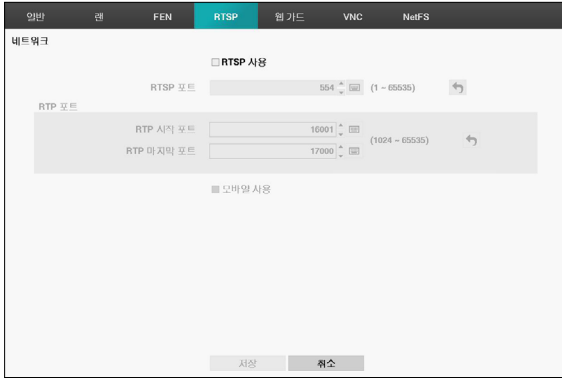 일반 랜 FEN RTSP 웹가드 VNC NetFS
네트워크
RTSP 사용
RTSP 포트 554 (1 ~ 65535)
RTP 포트
RTP 시작 포트 16001
(1024 ~ 65535)
RTP 마지막 포트 17000
모바일 사용
저장 취소